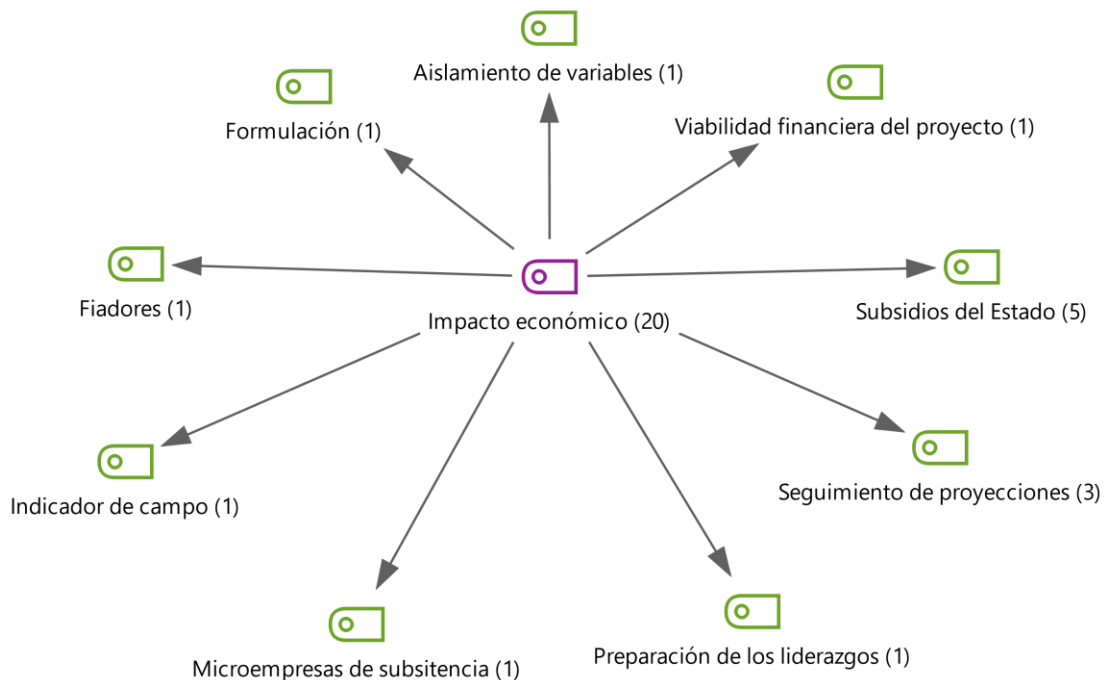 Aislamiento de variables (1)
Formulación (1)
Viabilidad financiera del proyecto (1)
Fiadores (1)
Impacto económico (20)
Subsidios del Estado (5)
Indicador de campo (1)
Seguimiento de proyecciones (3)
Microempresas de subsitencia (1)
Preparación de los liderazgos (1)